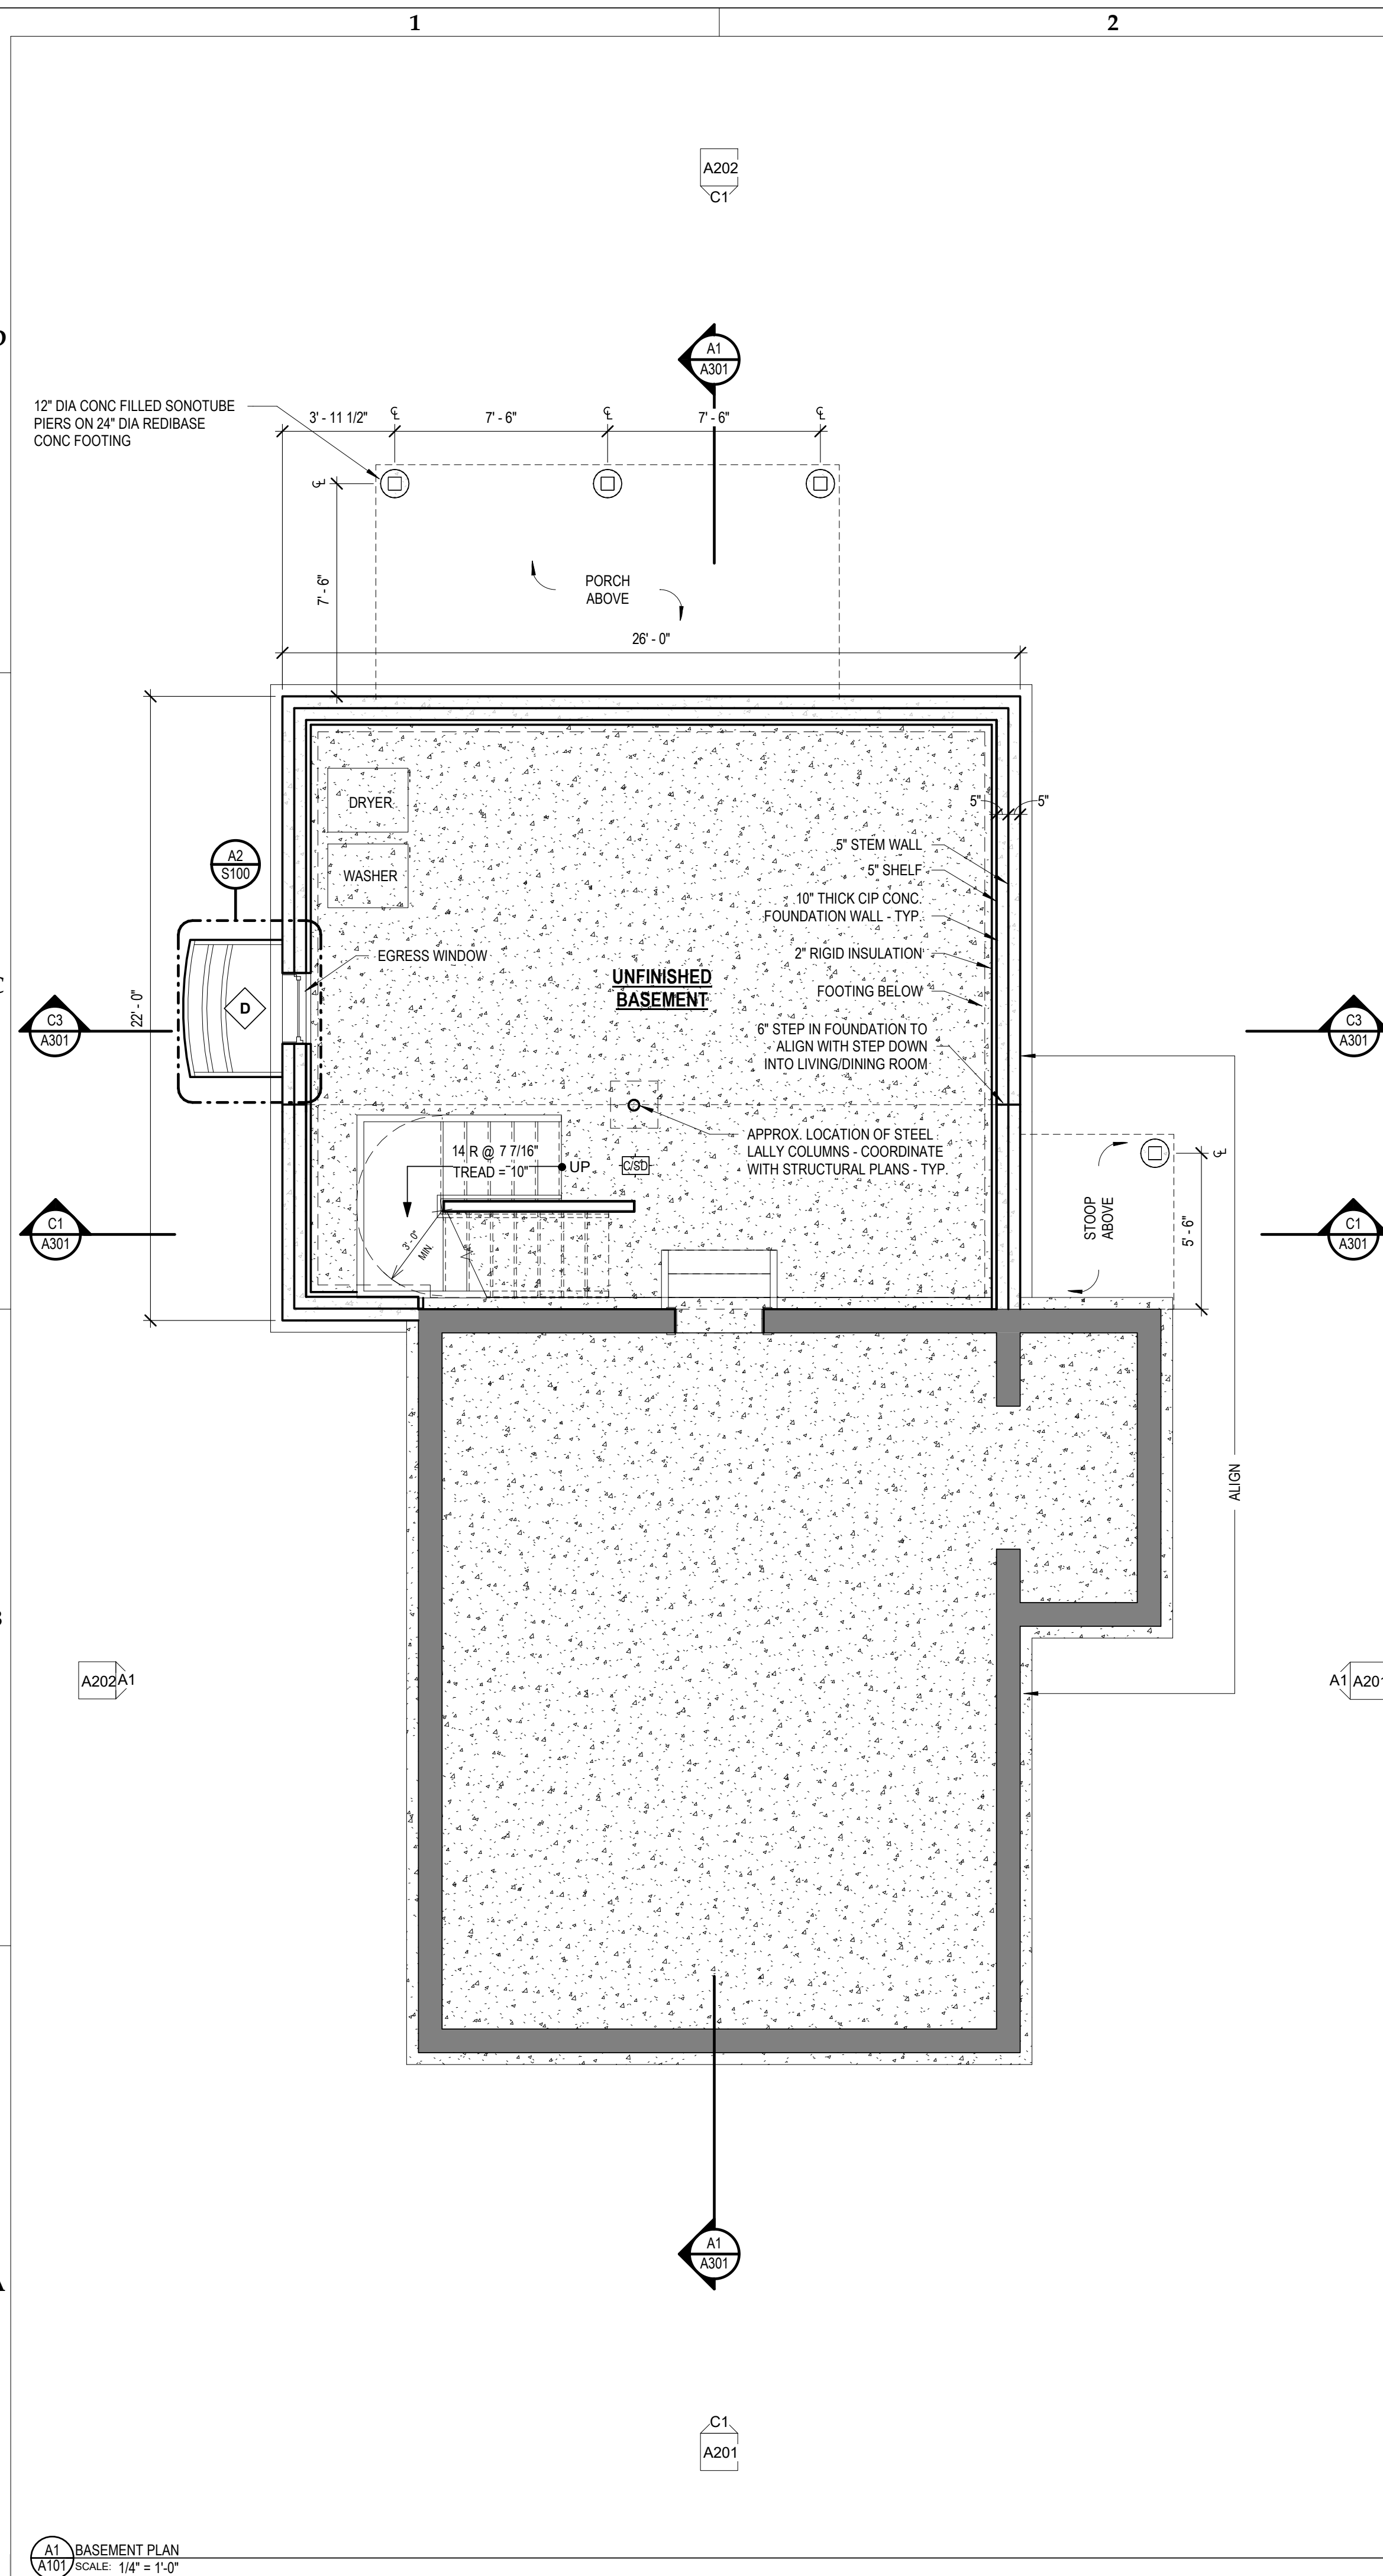 1
2
A202
C1
A1
A301
12" DIA CONC FILLED SONOTUBE
PIERS ON 24" DIA REDIBASE
CONC FOOTING
3' - 11 1/2"
7' - 6"
7' - 6"
7' - 6"
PORCH
ABOVE
26' - 0"
DRYER
WASHER
5"
5"
5" STEM WALL
5" SHELF
10" THICK CIP CONC.
FOUNDATION WALL - TYP.
2" RIGID INSULATION
FOOTING BELOW
6" STEP IN FOUNDATION TO
ALIGN WITH STEP DOWN
INTO LIVING/DINING ROOM
A2
S100
EGRESS WINDOW
UNFINISHED
BASEMENT
D
22' - 0"
C3
A301
C3
A301
APPROX. LOCATION OF STEEL
LALLY COLUMNS - COORDINATE
WITH STRUCTURAL PLANS - TYP.
14 R @ 7 7/16"
TREAD = 10"
UP
C/SD
3' - 0"
MIN.
STOOP
ABOVE
5' - 6"
C1
A301
C1
A301
ALIGN
A202
A1
A1
A201
A1
A301
C1
A201
A1
A101
BASEMENT PLAN
SCALE: 1/4" = 1'-0"